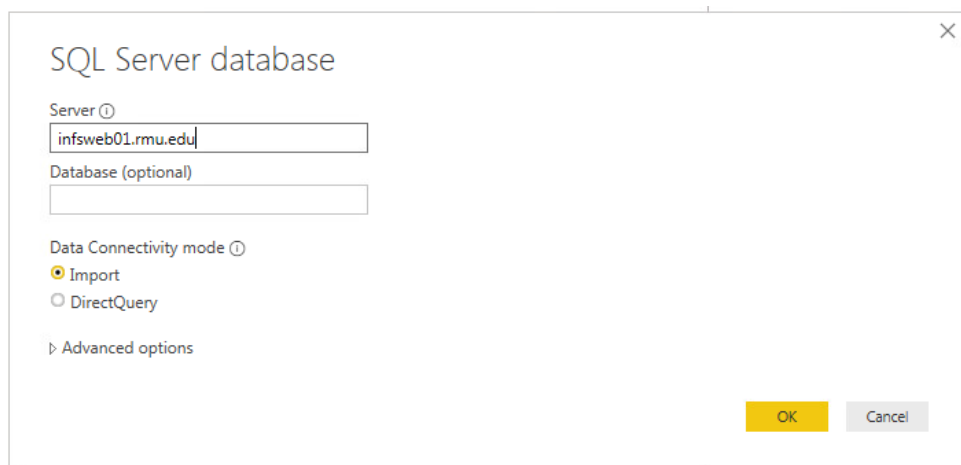 SQL Server database
Server
infsweb01.rmu.edu
Database (optional)
Data Connectivity mode
Import
DirectQuery
Advanced options
OK Cancel